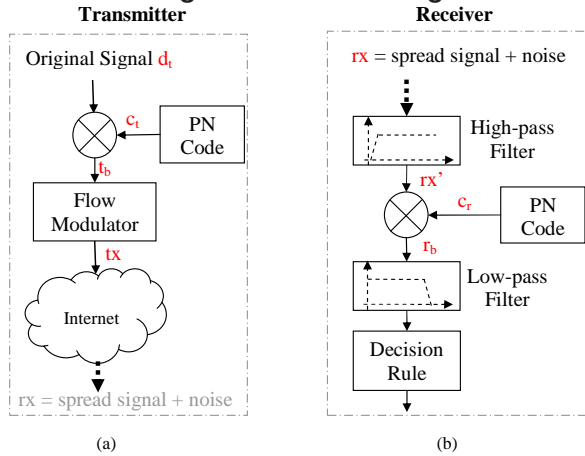 Transmitter
Original Signal dt
ct
PN
Code
tb
Flow
Modulator
tx
Internet
rx = spread signal + noise
(a)
Receiver
rx = spread signal + noise
High-pass
Filter
rx’
cr
PN
Code
rb
Low-pass
Filter
Decision
Rule
(b)